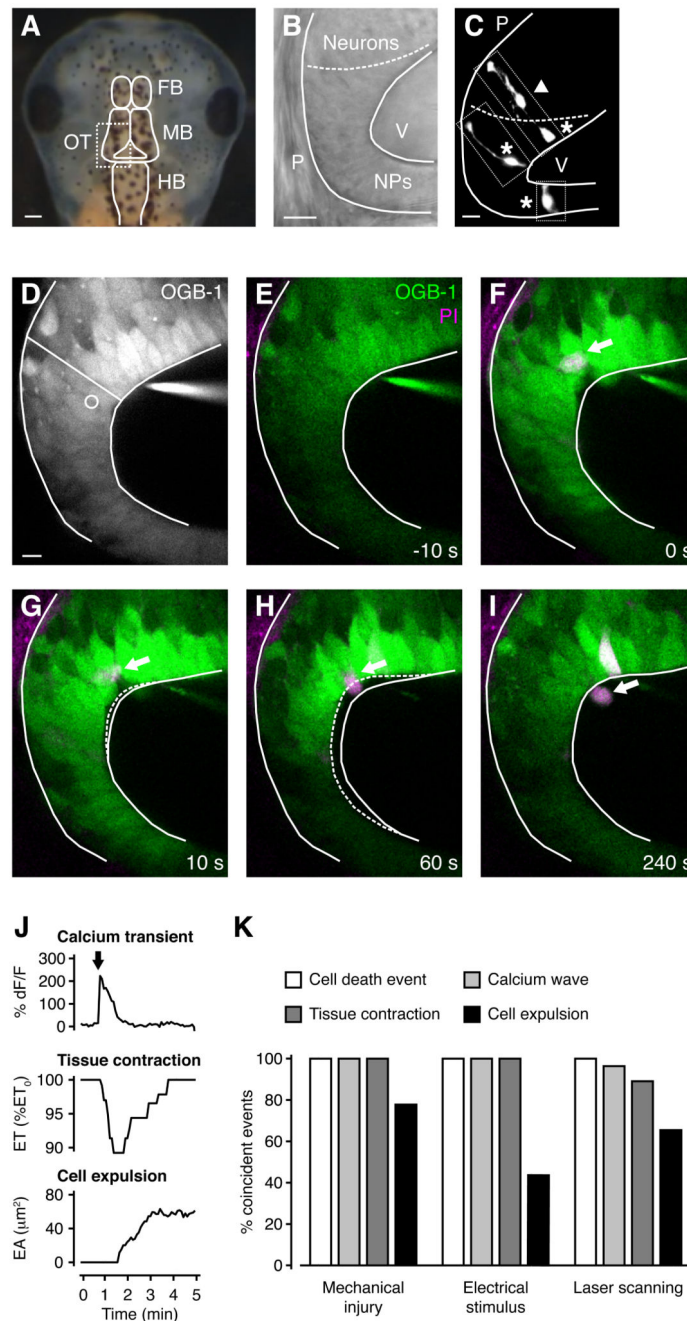 A
FB
OT
MB
HB
B
Neurons
V
P
NPs
C
P
*
V
*
*
D
OGB-1
E
OGB-1
PI
-10 s
F
0 s
G
10 s
H
60 s
I
240 s
J
Calcium transient
% dF/F
300
200
100
0
Tissue contraction
ET (%ET0)
100
95
90
Cell expulsion
EA (μm²)
80
40
0
0 1 2 3 4 5
Time (min)
K
Cell death event
Calcium wave
Tissue contraction
Cell expulsion
% coincident events
100
80
60
40
20
0
Mechanical
injury
Electrical
stimulus
Laser scanning